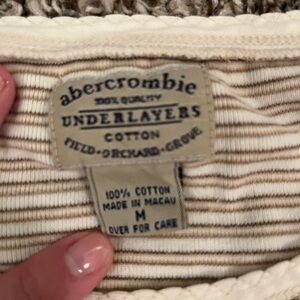 abercrombie
100% QUALITY
UNDERLAYERS
COTTON
FIELD·ORCHARD·GROVE
100% COTTON
MADE IN MACAU
M
OVER FOR CARE